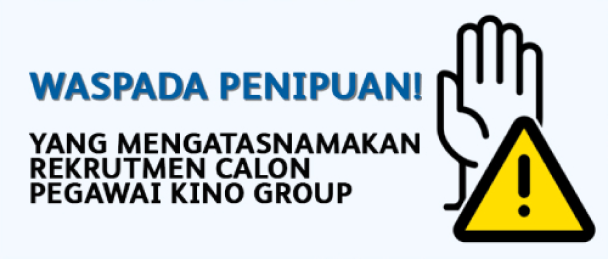 WASPADA PENIPUAN!
YANG MENGATASNAMAKAN
REKRUTMEN CALON
PEGAWAI KINO GROUP